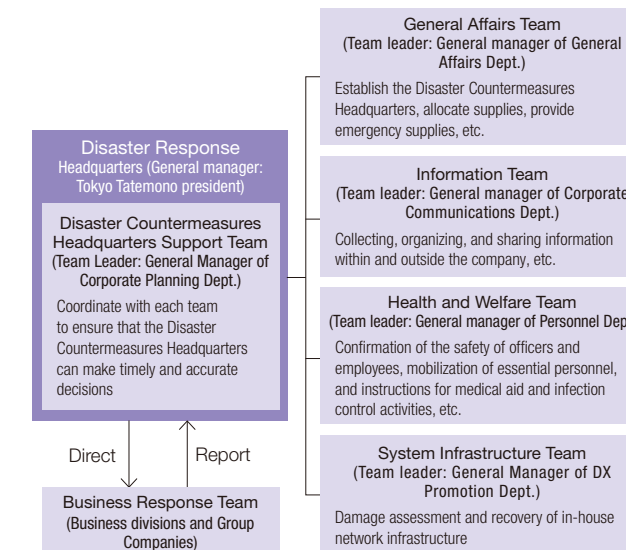 Disaster Response
Headquarters (General manager:
Tokyo Tatemono president)
Disaster Countermeasures
Headquarters Support Team
(Team Leader: General Manager of
Corporate Planning Dept.)
Coordinate with each team
to ensure that the Disaster
Countermeasures Headquarters
can make timely and accurate
decisions
Direct
Report
Business Response Team
(Business divisions and Group
Companies)
General Affairs Team
(Team leader: General manager of General
Affairs Dept.)
Establish the Disaster Countermeasures
Headquarters, allocate supplies, provide
emergency supplies, etc.
Information Team
(Team leader: General manager of Corporate
Communications Dept.)
Collecting, organizing, and sharing information
within and outside the company, etc.
Health and Welfare Team
(Team leader: General manager of Personnel Dep
Confirmation of the safety of officers and
employees, mobilization of essential personnel,
and instructions for medical aid and infection
control activities, etc.
System Infrastructure Team
(Team leader: General Manager of DX
Promotion Dept.)
Damage assessment and recovery of in-house
network infrastructure